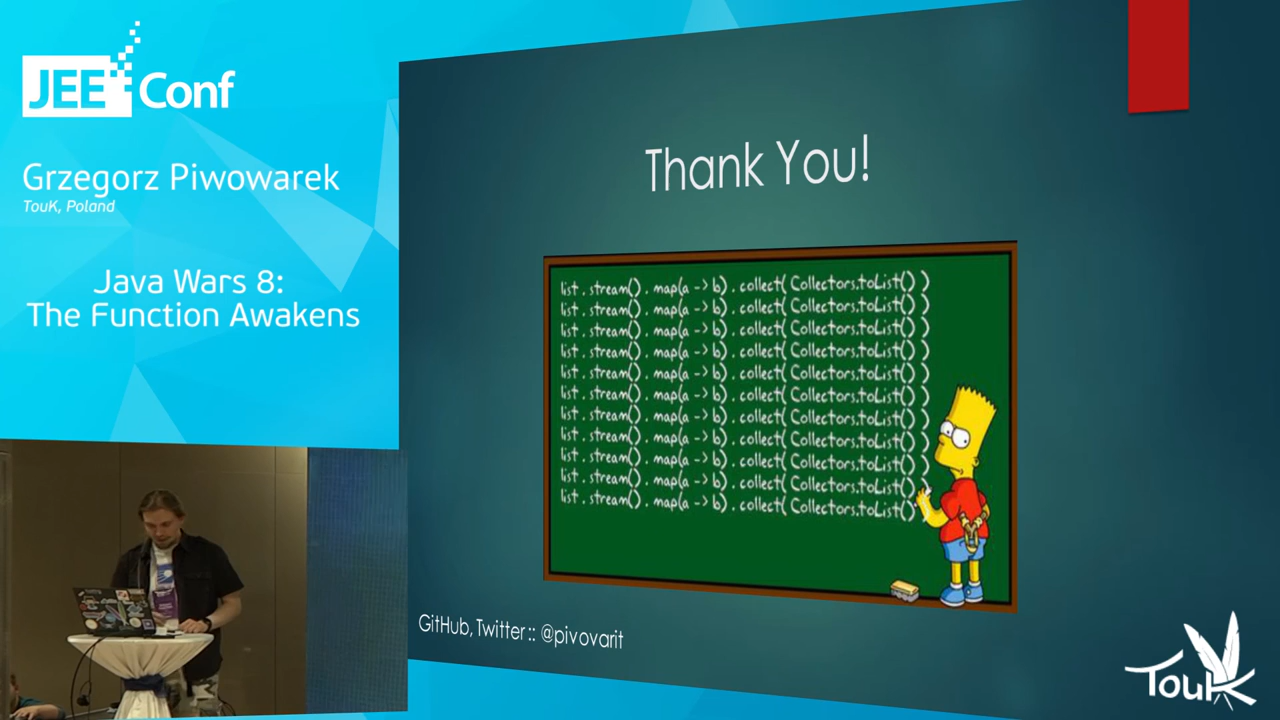 JEE Conf
Grzegorz Piwowarek
TouK, Poland
Java Wars 8:
The Function Awakens
Thank You!
list . stream() . map(a -> b) . collect( Collectors.toList() )
list . stream() . map(a -> b) . collect( Collectors.toList() )
list . stream() . map(a -> b) . collect( Collectors.toList() )
list . stream() . map(a -> b) . collect( Collectors.toList() )
list . stream() . map(a -> b) . collect( Collectors.toList() )
list . stream() . map(a -> b) . collect( Collectors.toList() )
list . stream() . map(a -> b) . collect( Collectors.toList() )
list . stream() . map(a -> b) . collect( Collectors.toList() )
list . stream() . map(a -> b) . collect( Collectors.toList() )
list . stream() . map(a -> b) . collect( Collectors.toList() )
list . stream() . map(a -> b) . collect( Collectors.toList()
GitHub, Twitter :: @pivovarit
TouK